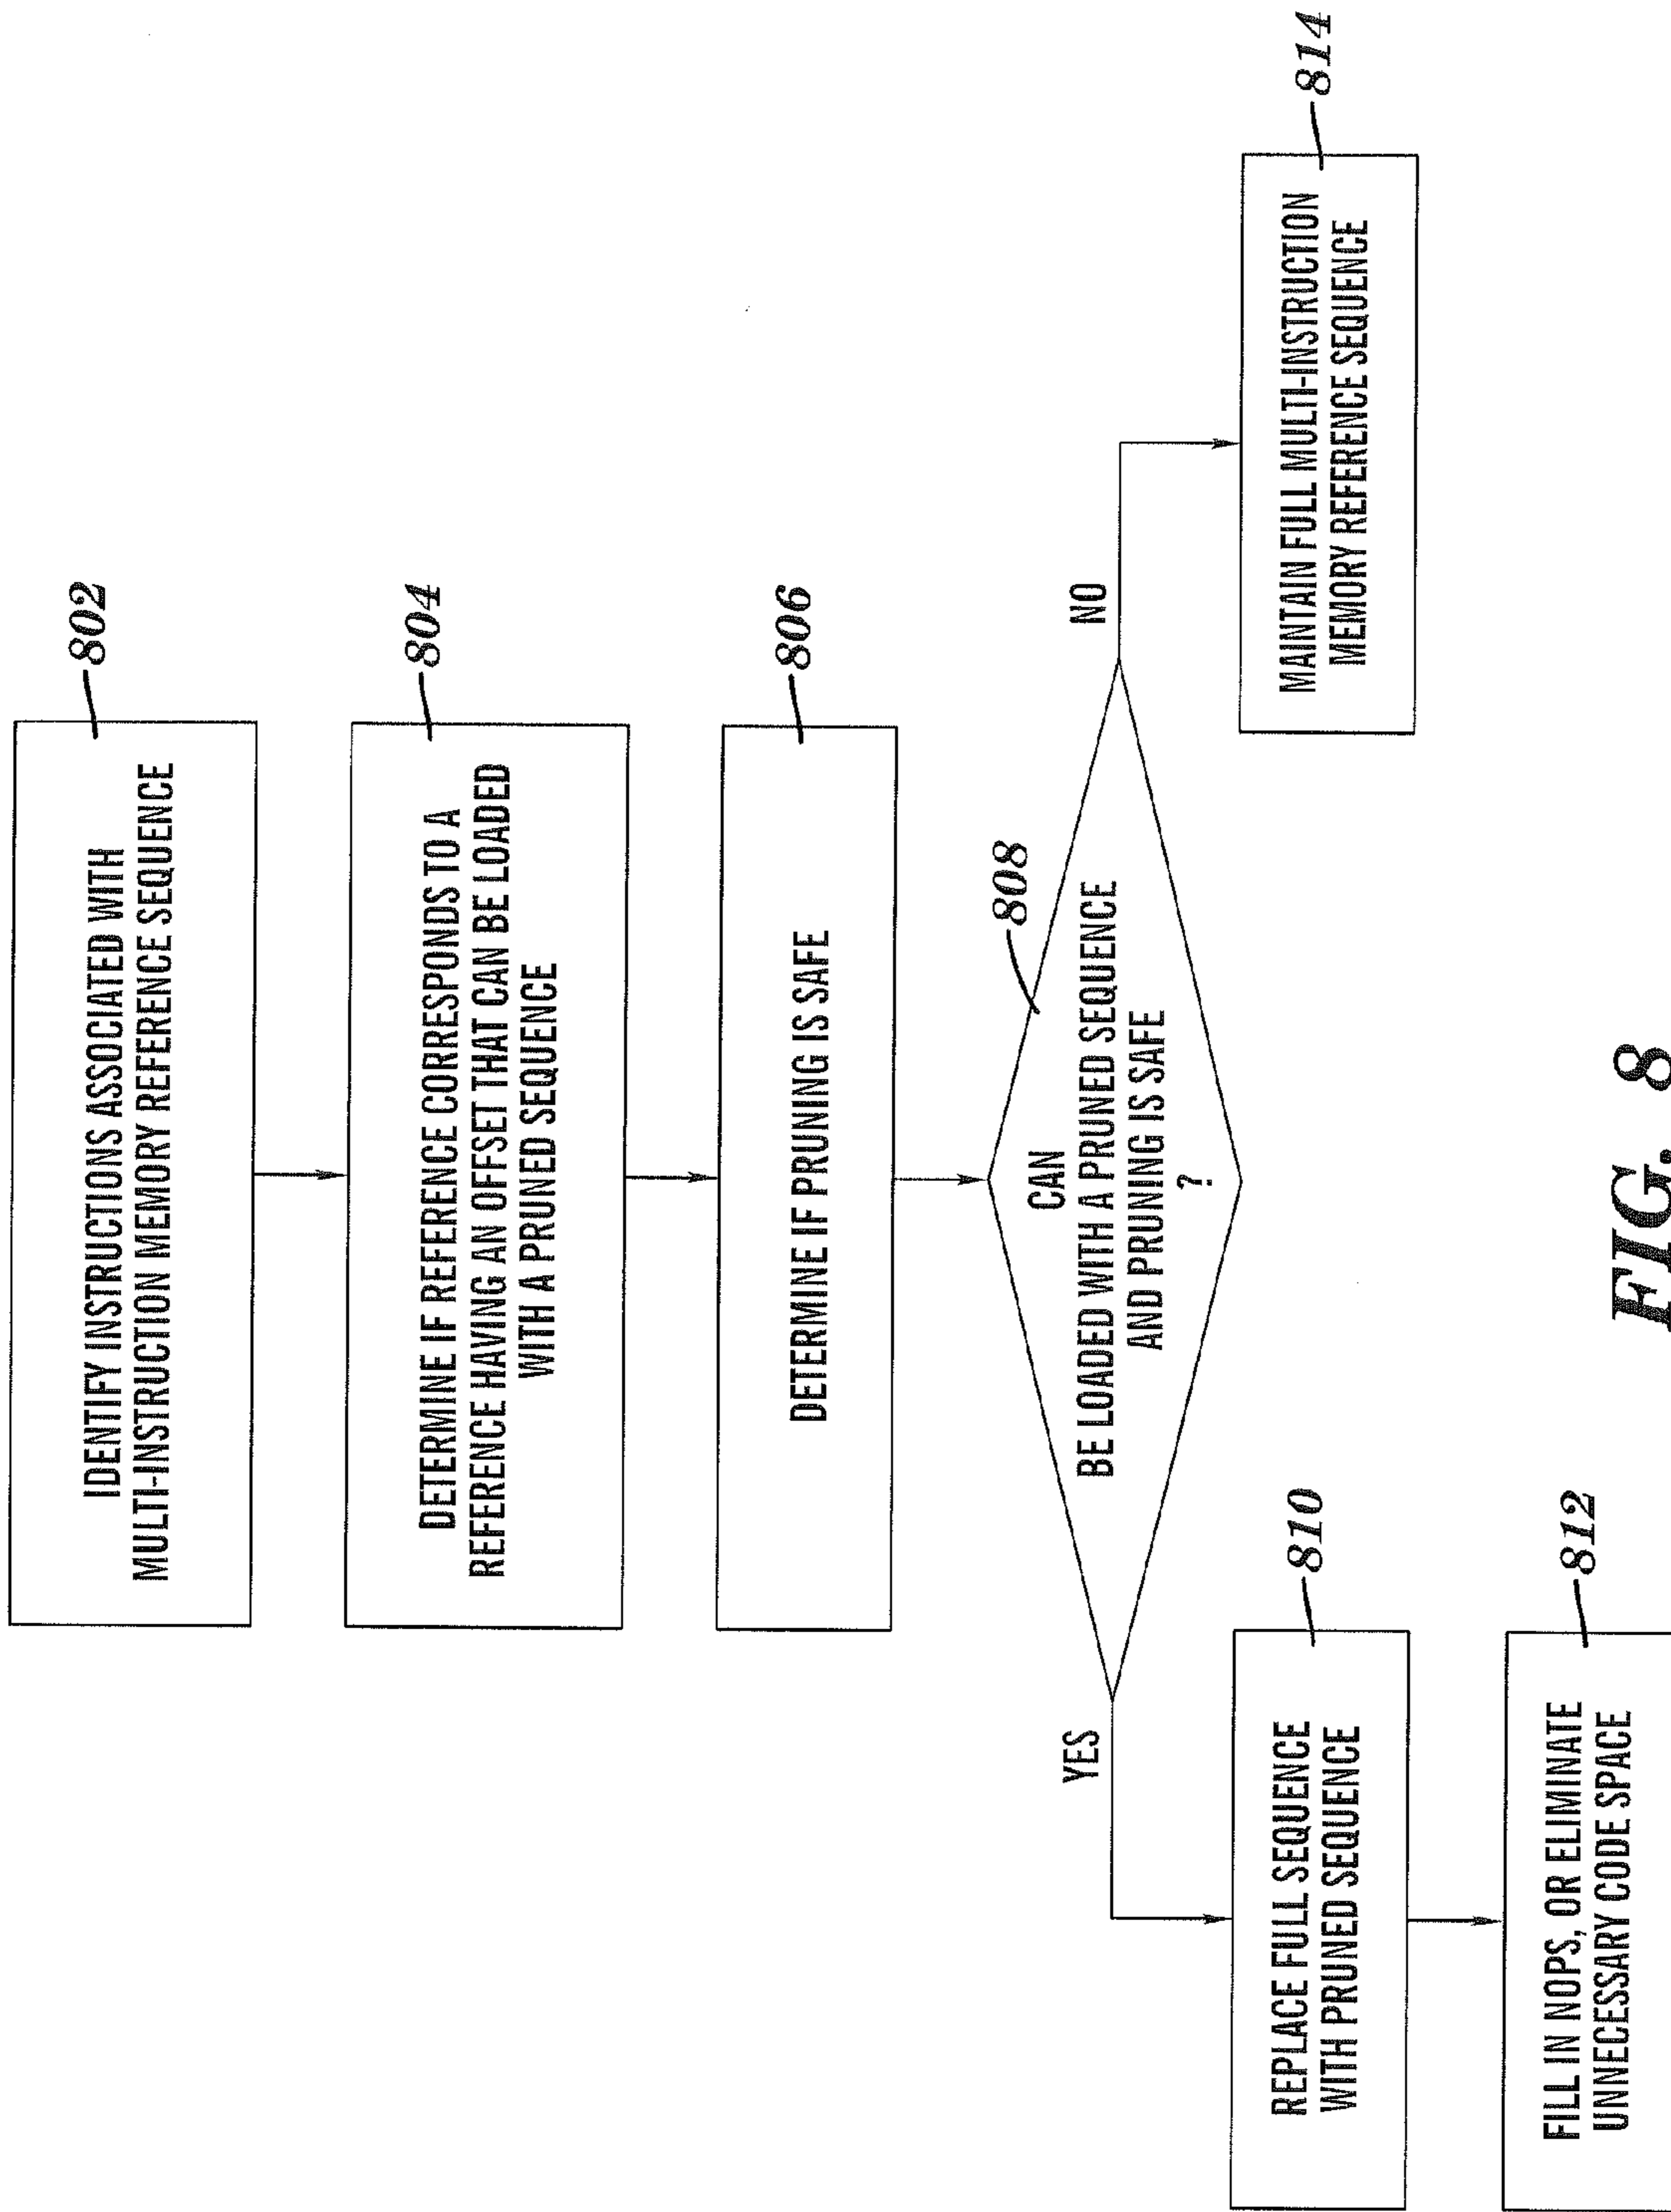 802
IDENTIFY INSTRUCTIONS ASSOCIATED WITH
MULTI-INSTRUCTION MEMORY REFERENCE SEQUENCE
804
DETERMINE IF REFERENCE CORRESPONDS TO A
REFERENCE HAVING AN OFFSET THAT CAN BE LOADED
WITH A PRUNED SEQUENCE
806
DETERMINE IF PRUNING IS SAFE
808
CAN
BE LOADED WITH A PRUNED SEQUENCE
AND PRUNING IS SAFE
?
YES
NO
810
REPLACE FULL SEQUENCE
WITH PRUNED SEQUENCE
814
MAINTAIN FULL MULTI-INSTRUCTION
MEMORY REFERENCE SEQUENCE
812
FILL IN NOPS, OR ELIMINATE
UNNECESSARY CODE SPACE
FIG. 8